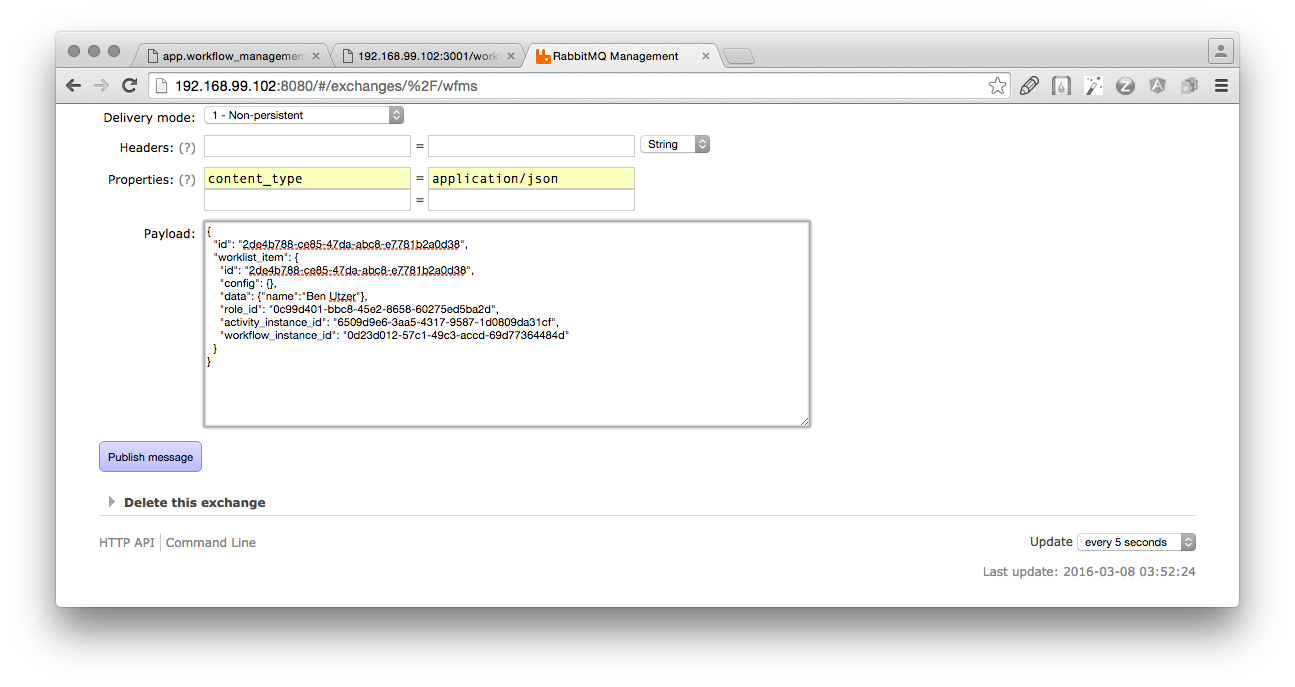 app.workflow_managemen
192.168.99.102:3001/work
RabbitMQ Management
192.168.99.102:8080/#/exchanges/%2F/wfms
Delivery mode: 1 - Non-persistent
Headers: (?) = String
Properties: (?) content_type = application/json
=
Payload:
{
"id": "2de4b788-ce85-47da-abc8-e7781b2a0d38",
"worklist_item": {
"id": "2de4b788-ce85-47da-abc8-e7781b2a0d38",
"config": {},
"data": {"name":"Ben Utzer"},
"role_id": "0c99d401-bbc8-45e2-8658-60275ed5ba2d",
"activity_instance_id": "6509d9e6-3aa5-4317-9587-1d0809da31cf",
"workflow_instance_id": "0d23d012-57c1-49c3-accd-69d77364484d"
}
}
Publish message
Delete this exchange
HTTP API Command Line
Update every 5 seconds
Last update: 2016-03-08 03:52:24